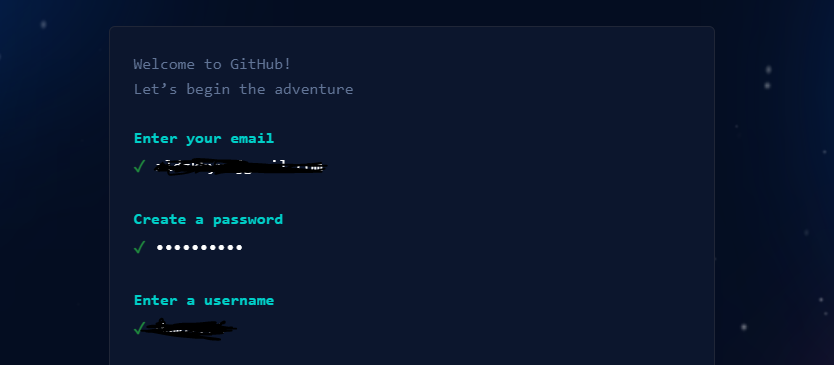 Welcome to GitHub!
Let’s begin the adventure
Enter your email
✓
Create a password
✓ ••••••••••
Enter a username
✓